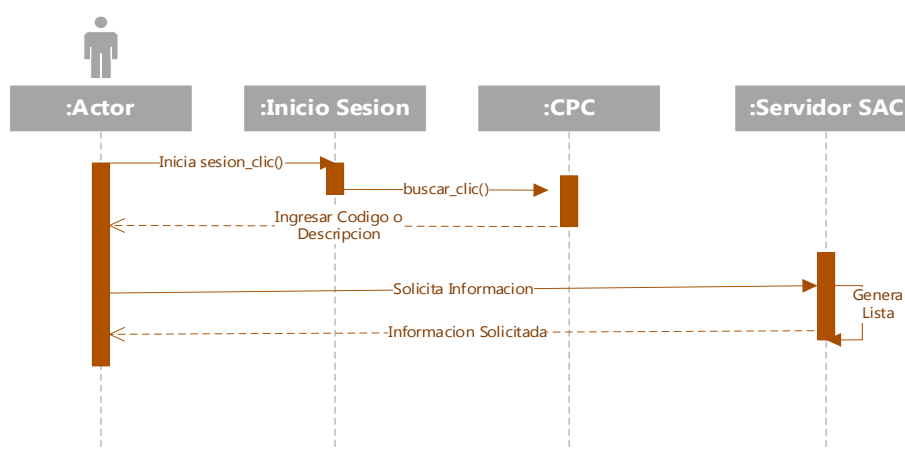 :Actor
:Inicio Sesion
:CPC
:Servidor SAC
Inicia sesion_clic()
buscar_clic()
Ingresar Codigo o
Descripcion
Solicita Informacion
Genera
Lista
Informacion Solicitada